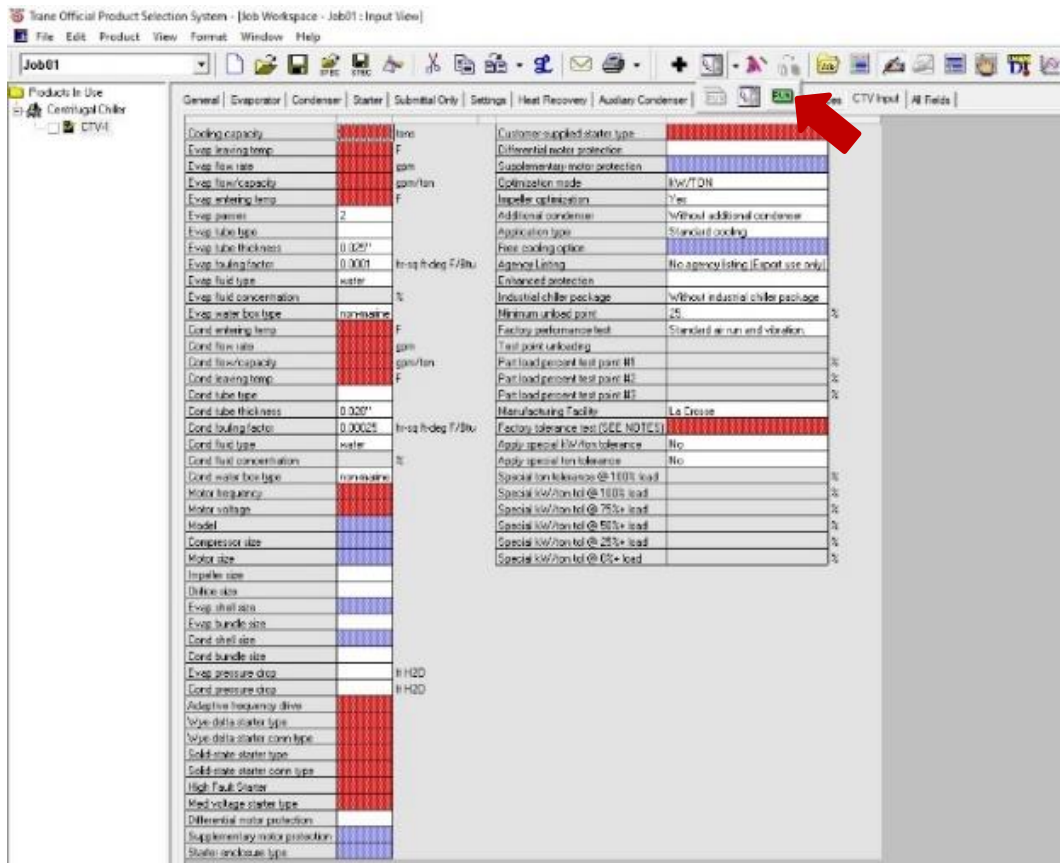 Trane Official Product Selection System - [Job Workspace - Job01 : Input View]
File Edit Product View Format Window Help
Job01
Products In Use
Centrifugal Chiller
CTV-1
General Evaporator Condenser Starter Submittal Only Settings Heat Recovery Auxiliary Condenser CTV Input All Fields
RUN
Cooling capacity tons
Evap leaving temp F
Evap flow rate gpm
Evap flow/capacity gpm/ton
Evap entering temp F
Evap passes 2
Evap tube type
Evap tube thickness 0.025"
Evap fouling factor 0.0001 hr-sq ft-deg F/Btu
Evap fluid type water
Evap fluid concentration %
Evap water box type non-marine
Cond entering temp F
Cond flow rate gpm
Cond flow/capacity gpm/ton
Cond leaving temp F
Cond tube type
Cond tube thickness 0.028"
Cond fouling factor 0.00025 hr-sq ft-deg F/Btu
Cond fluid type water
Cond fluid concentration %
Cond water box type non-marine
Motor frequency
Motor voltage
Model
Compressor size
Motor size
Impeller size
Orifice size
Evap shell size
Evap bundle size
Cond shell size
Cond bundle size
Evap pressure drop ft H2O
Cond pressure drop ft H2O
Adaptive frequency drive
Wye-delta starter type
Wye-delta starter conn type
Solid-state starter type
Solid-state starter conn type
High Fault Starter
Med voltage starter type
Differential motor protection
Supplementary motor protection
Starter enclosure type
Customer-supplied starter type
Differential motor protection
Supplementary motor protection
Optimization mode kW/TON
Impeller optimization Yes
Additional condenser Without additional condenser
Application type Standard cooling
Free cooling option
Agency Listing No agency listing (Export use only)
Enhanced protection
Industrial chiller package Without industrial chiller package
Minimum unload point 25. %
Factory performance test Standard air run and vibration.
Test point unloading
Part load percent test point #1 %
Part load percent test point #2 %
Part load percent test point #3 %
Manufacturing Facility La Crosse
Factory tolerance test (SEE NOTES)
Apply special kW/ton tolerance No
Apply special ton tolerance No
Special ton tolerance @ 100% load %
Special kW/ton tol @ 100% load %
Special kW/ton tol @ 75%+ load %
Special kW/ton tol @ 50%+ load %
Special kW/ton tol @ 25%+ load %
Special kW/ton tol @ 0%+ load %